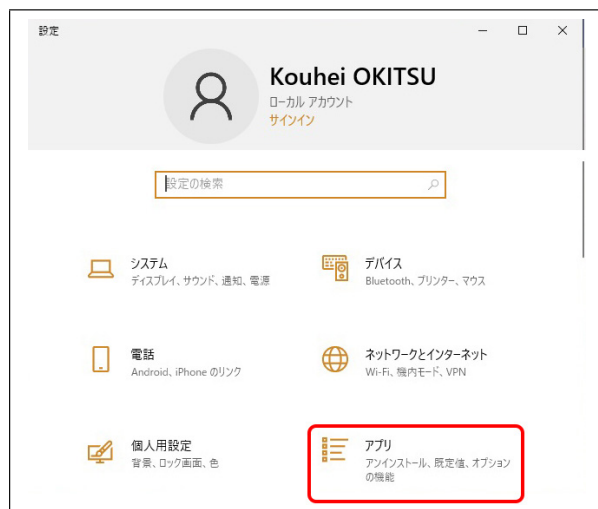 設定
Kouhei OKITSU
ローカル アカウント
サインイン
設定の検索
システム
ディスプレイ、サウンド、通知、電源
デバイス
Bluetooth、プリンター、マウス
電話
Android、iPhone のリンク
ネットワークとインターネット
Wi-Fi、機内モード、VPN
個人用設定
背景、ロック画面、色
アプリ
アンインストール、既定値、オプション
の機能